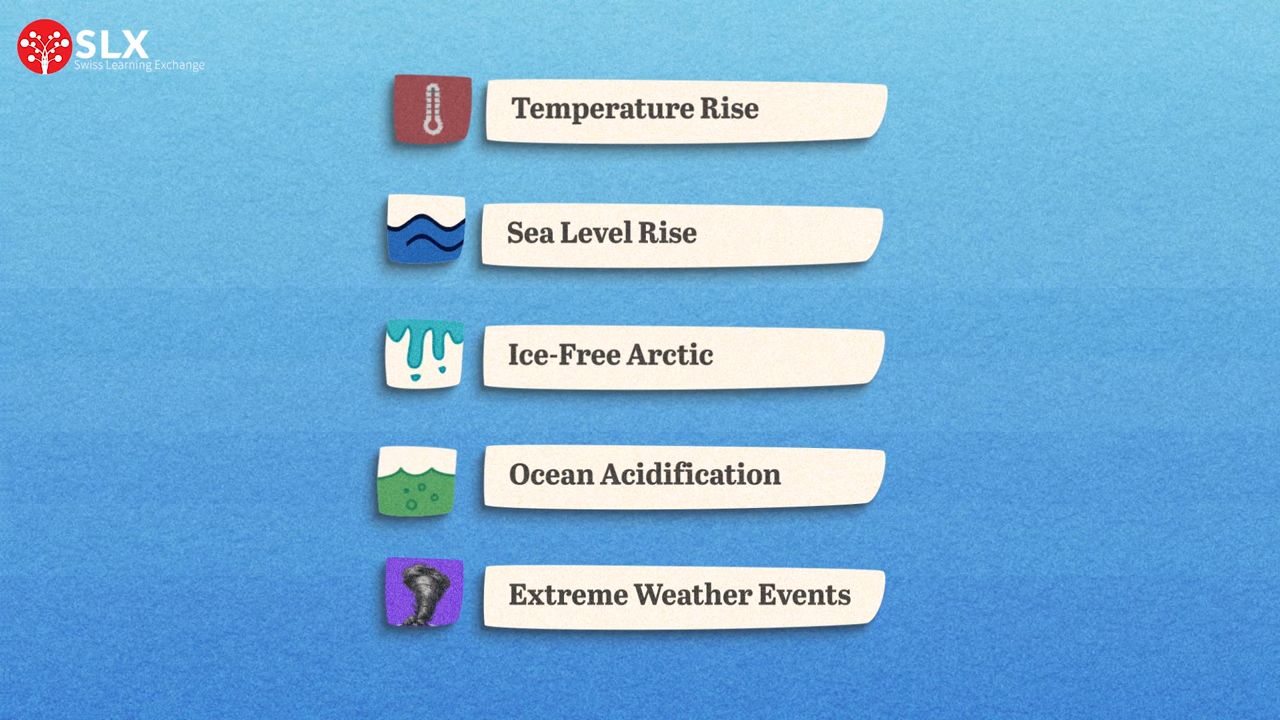 SLX
Swiss Learning Exchange
Temperature Rise
Sea Level Rise
Ice-Free Arctic
Ocean Acidification
Extreme Weather Events